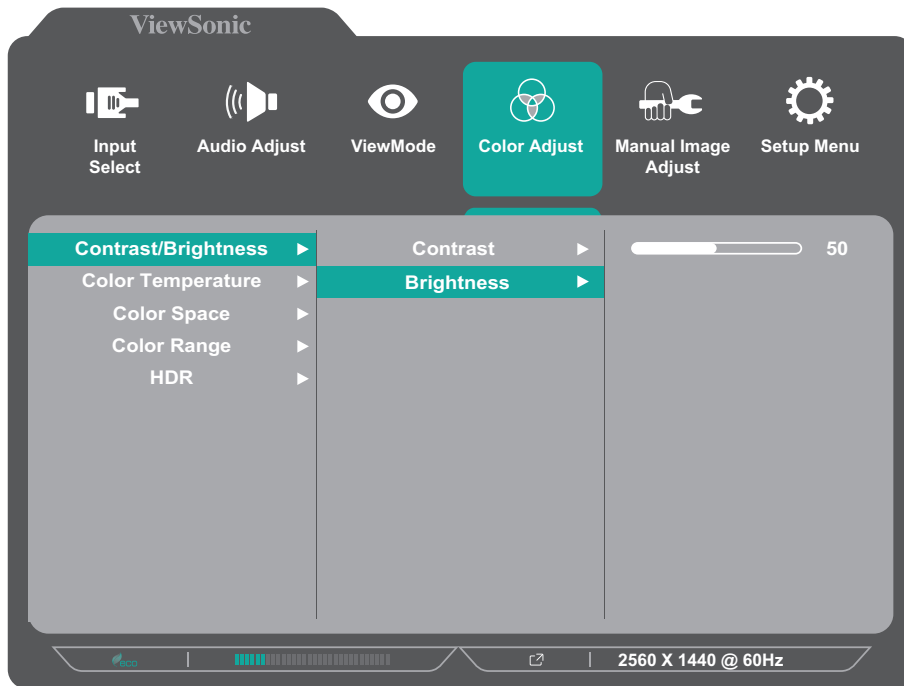 ViewSonic
Input
Select
Audio Adjust
ViewMode
Color Adjust
Manual Image
Adjust
Setup Menu
Contrast/Brightness
Color Temperature
Color Space
Color Range
HDR
Contrast
Brightness
50
eco
2560 X 1440 @ 60Hz